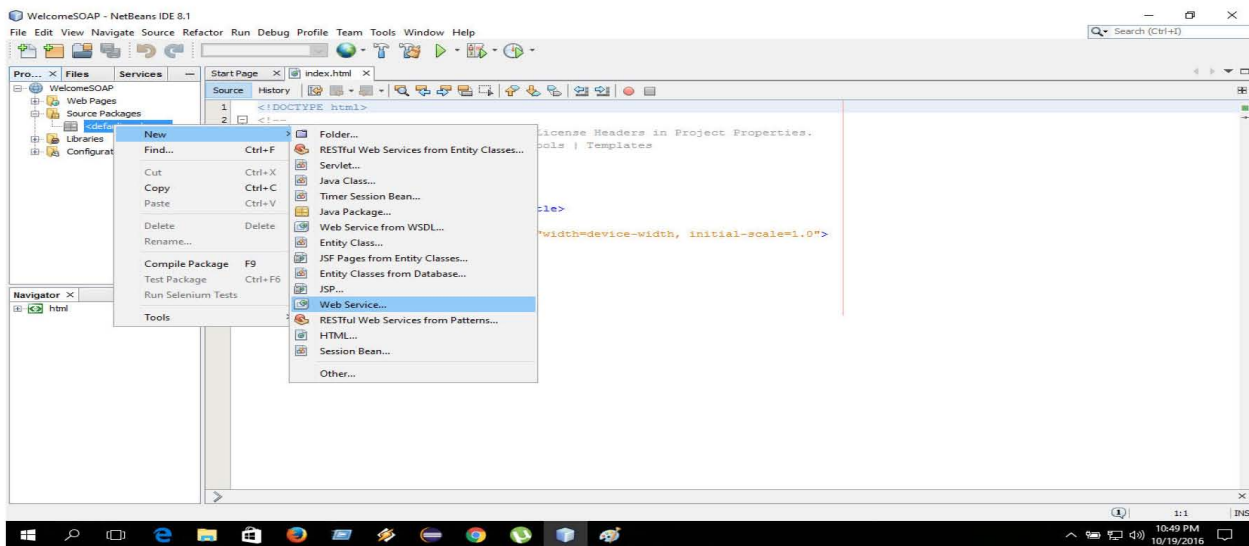 WelcomeSOAP - NetBeans IDE 8.1
File Edit View Navigate Source Refactor Run Debug Profile Team Tools Window Help
Search (Ctrl+I)
Pro... Files Services
Start Page index.html
WelcomeSOAP
Web Pages
Source Packages
Libraries
Configurat
Source History
1 <!DOCTYPE html>
2 <!--
License Headers in Project Properties.
ools | Templates
tle>
"width=device-width, initial-scale=1.0">
New
Find... Ctrl+F
Cut Ctrl+X
Copy Ctrl+C
Paste Ctrl+V
Delete Delete
Rename...
Compile Package F9
Test Package Ctrl+F6
Run Selenium Tests
Tools
Folder...
RESTful Web Services from Entity Classes...
Servlet...
Java Class...
Timer Session Bean...
Java Package...
Web Service from WSDL...
Entity Class...
JSF Pages from Entity Classes...
Entity Classes from Database...
JSP...
Web Service...
RESTful Web Services from Patterns...
HTML...
Session Bean...
Other...
Navigator
html
1 1:1 INS
10:49 PM
10/19/2016